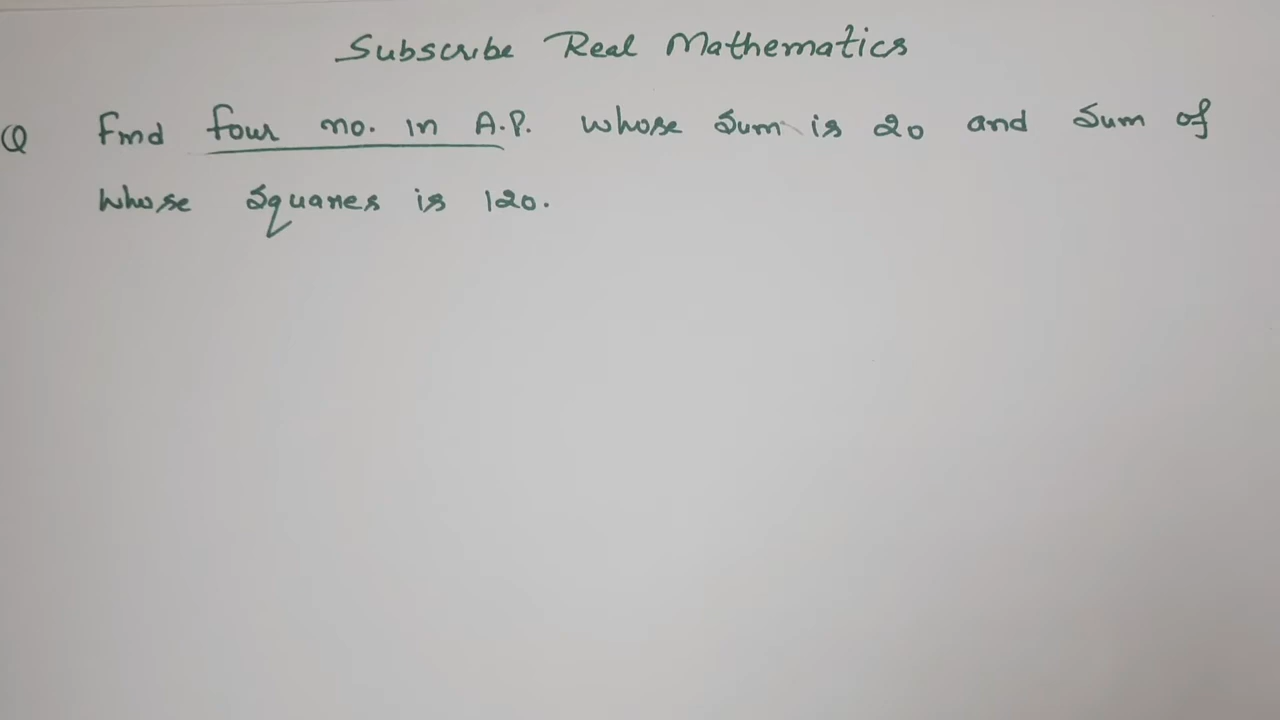 Subscribe Real Mathematics
Q Find four no. in A.P. whose sum is 20 and sum of
whose squares is 120.